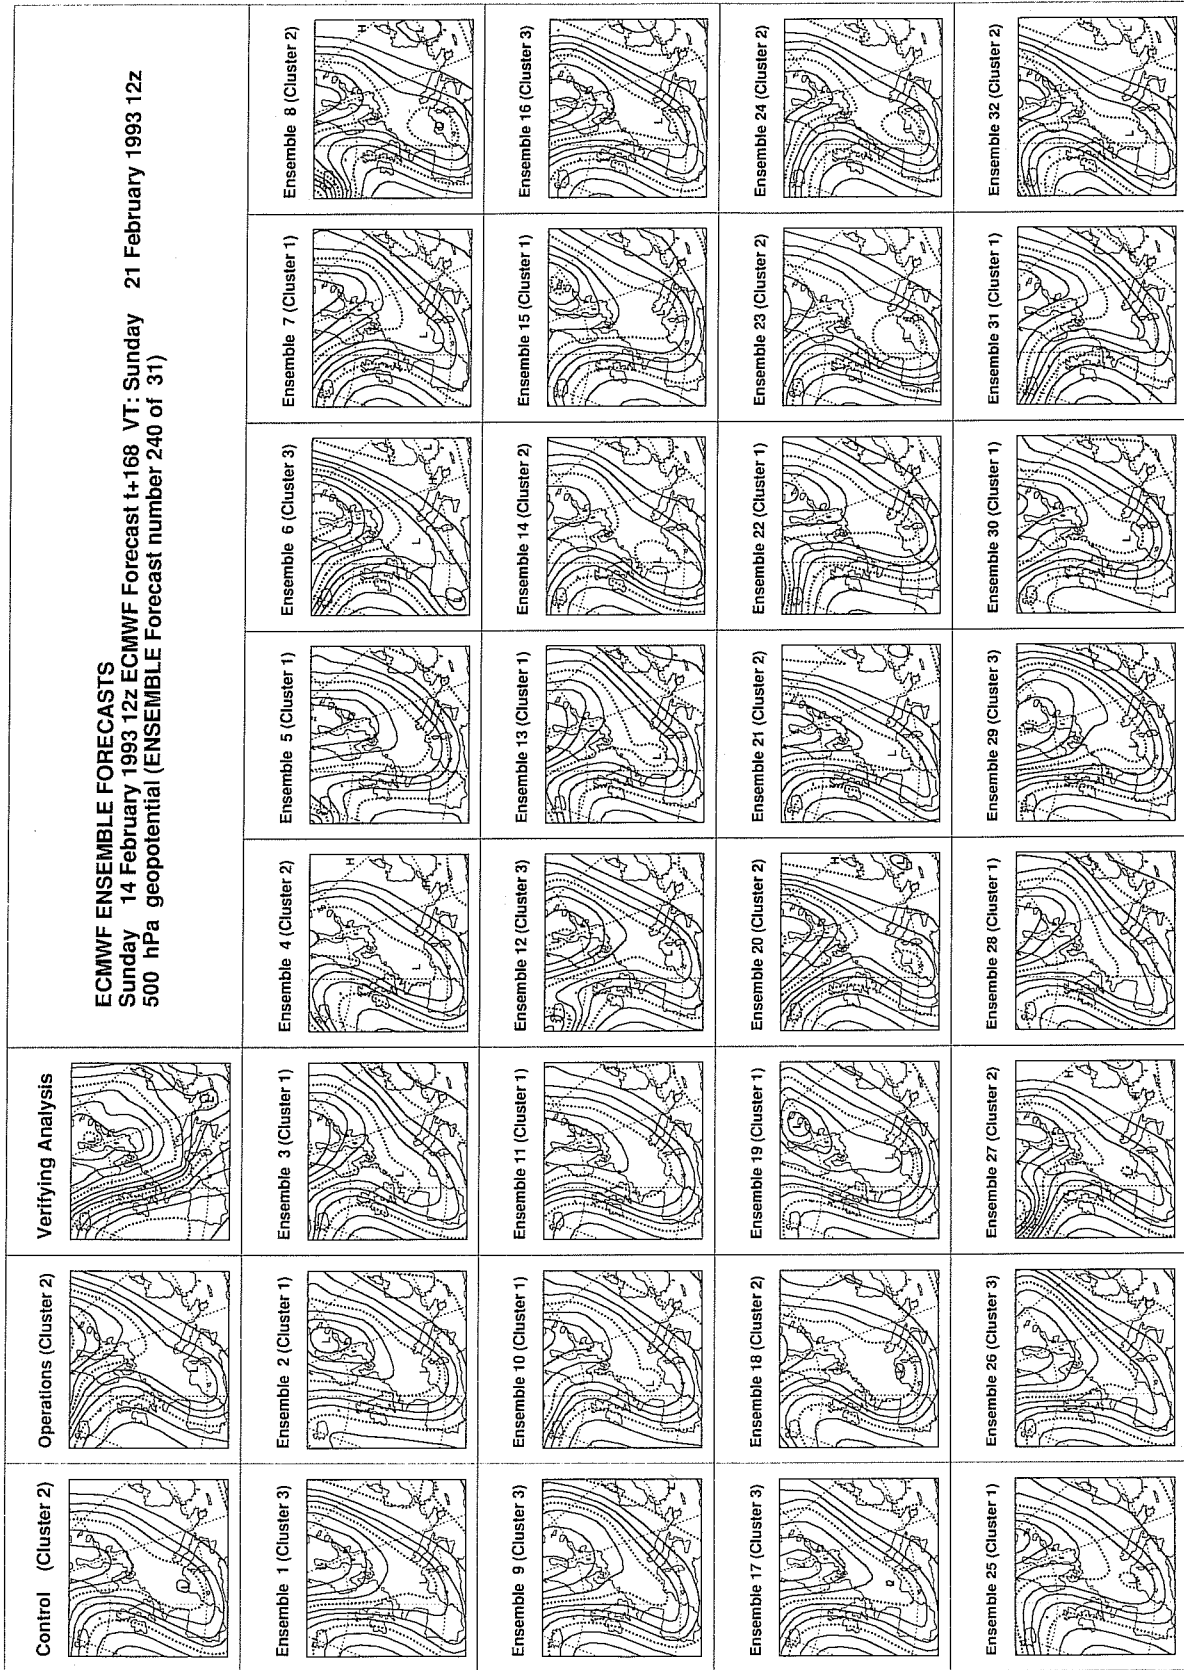 ECMWF ENSEMBLE FORECASTS
Sunday 14 February 1993 12z ECMWF Forecast t+168 VT: Sunday 21 February 1993 12z
500 hPa geopotential (ENSEMBLE Forecast number 240 of 31)
Control (Cluster 2)
Operations (Cluster 2)
Verifying Analysis
Ensemble 1 (Cluster 3)
Ensemble 2 (Cluster 1)
Ensemble 3 (Cluster 1)
Ensemble 4 (Cluster 2)
Ensemble 5 (Cluster 1)
Ensemble 6 (Cluster 3)
Ensemble 7 (Cluster 1)
Ensemble 8 (Cluster 2)
Ensemble 9 (Cluster 3)
Ensemble 10 (Cluster 1)
Ensemble 11 (Cluster 1)
Ensemble 12 (Cluster 3)
Ensemble 13 (Cluster 1)
Ensemble 14 (Cluster 2)
Ensemble 15 (Cluster 1)
Ensemble 16 (Cluster 3)
Ensemble 17 (Cluster 3)
Ensemble 18 (Cluster 2)
Ensemble 19 (Cluster 1)
Ensemble 20 (Cluster 2)
Ensemble 21 (Cluster 2)
Ensemble 22 (Cluster 1)
Ensemble 23 (Cluster 2)
Ensemble 24 (Cluster 2)
Ensemble 25 (Cluster 1)
Ensemble 26 (Cluster 3)
Ensemble 27 (Cluster 2)
Ensemble 28 (Cluster 1)
Ensemble 29 (Cluster 3)
Ensemble 30 (Cluster 1)
Ensemble 31 (Cluster 1)
Ensemble 32 (Cluster 2)